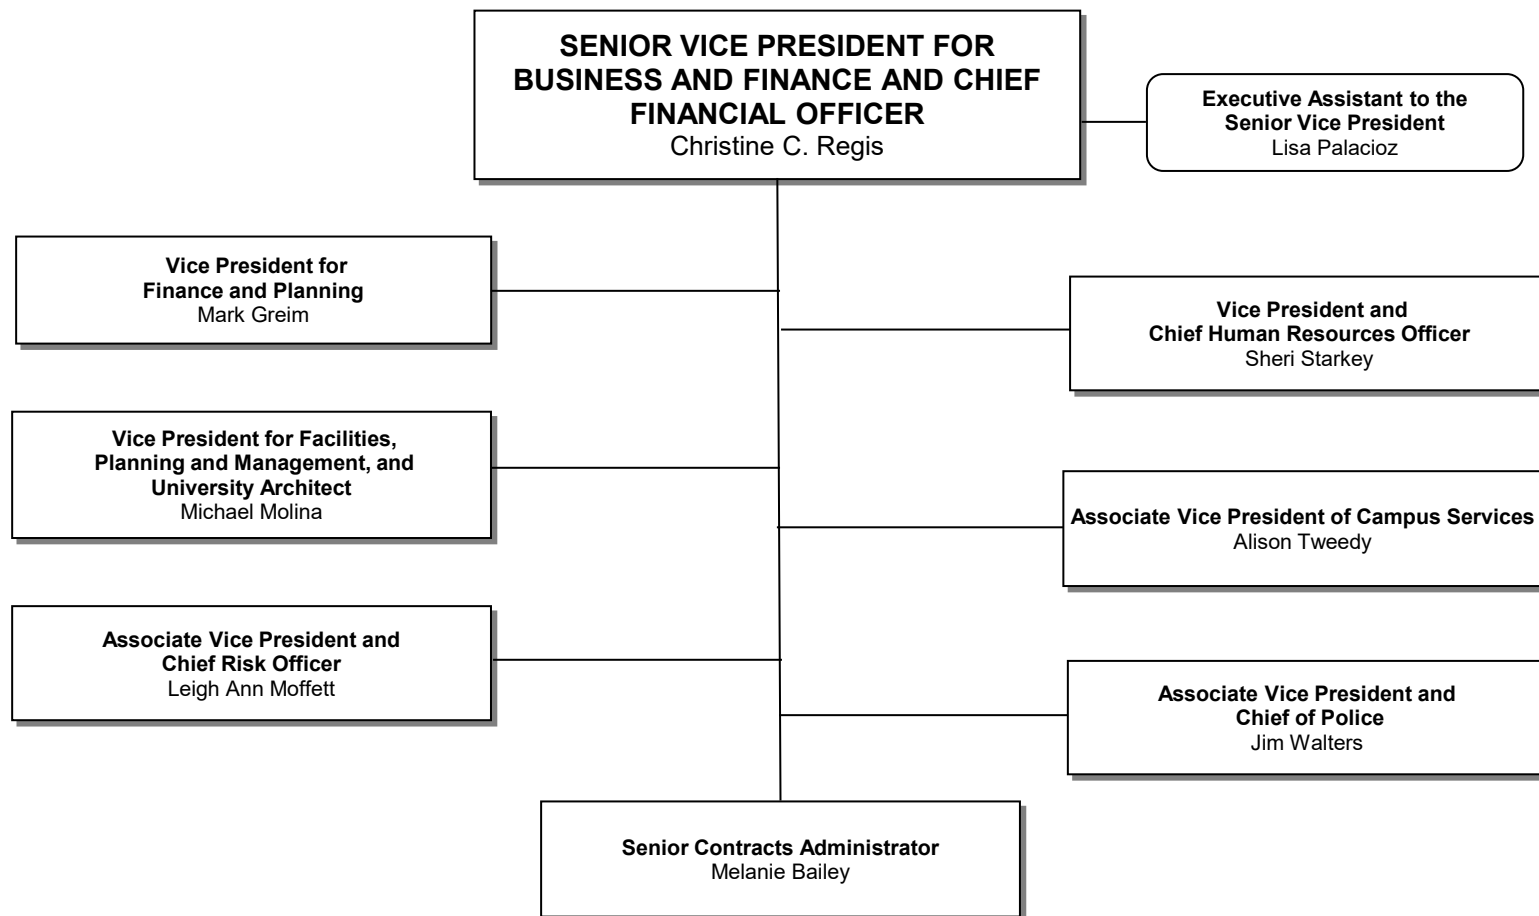 SENIOR VICE PRESIDENT FOR
BUSINESS AND FINANCE AND CHIEF
FINANCIAL OFFICER
Christine C. Regis
Executive Assistant to the
Senior Vice President
Lisa Palacioz
Vice President for
Finance and Planning
Mark Greim
Vice President and
Chief Human Resources Officer
Sheri Starkey
Vice President for Facilities,
Planning and Management, and
University Architect
Michael Molina
Associate Vice President of Campus Services
Alison Tweedy
Associate Vice President and
Chief Risk Officer
Leigh Ann Moffett
Associate Vice President and
Chief of Police
Jim Walters
Senior Contracts Administrator
Melanie Bailey